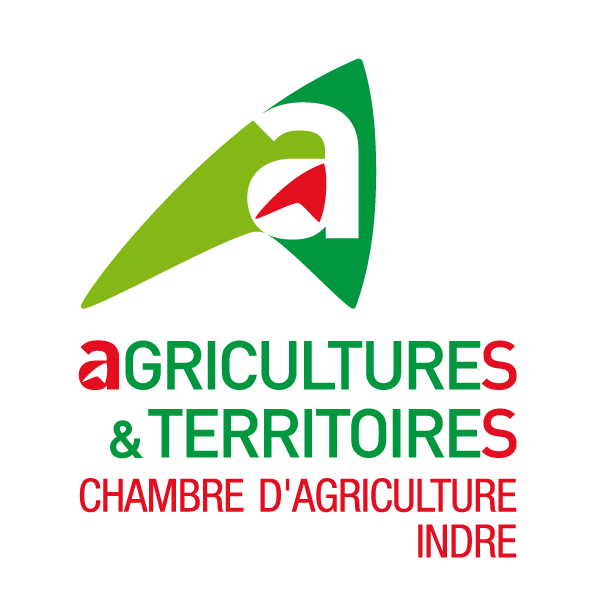 a
aGRICULTURES
& TERRITOIRES
CHAMBRE D'AGRICULTURE
INDRE